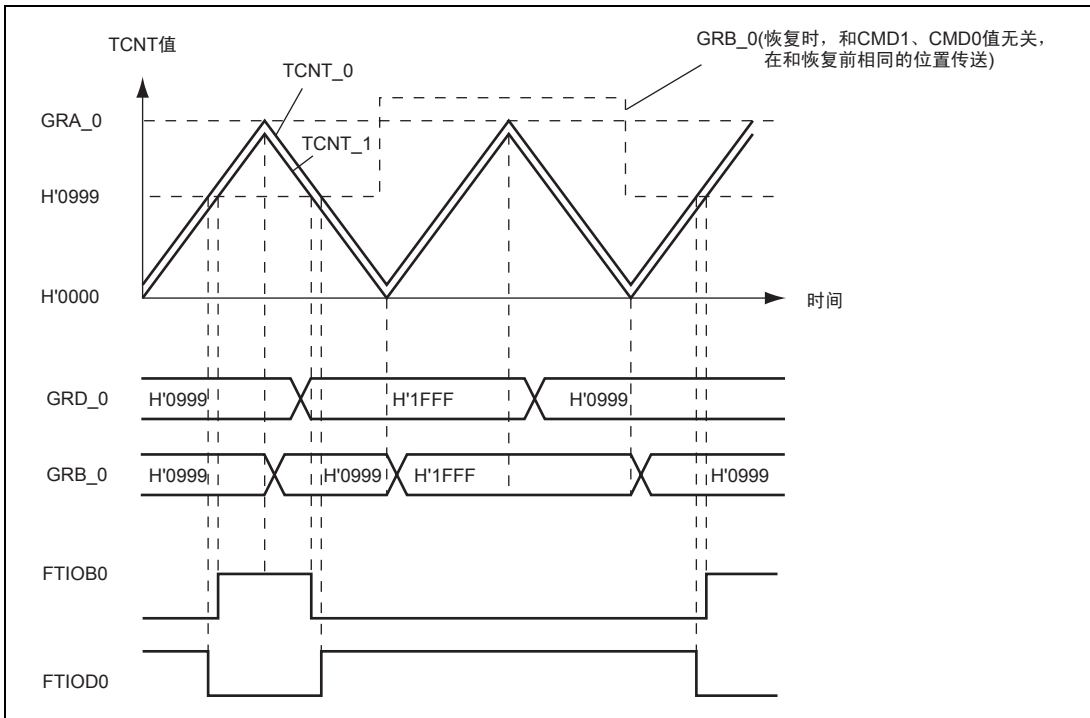 TCNT值
GRB_0(恢复时，和CMD1、CMD0值无关，
在和恢复前相同的位置传送)
TCNT_0
GRA_0
TCNT_1
H'0999
H'0000
时间
GRD_0
H'0999
H'1FFF
H'0999
GRB_0
H'0999
H'0999
H'1FFF
H'0999
FTIOB0
FTIOD0